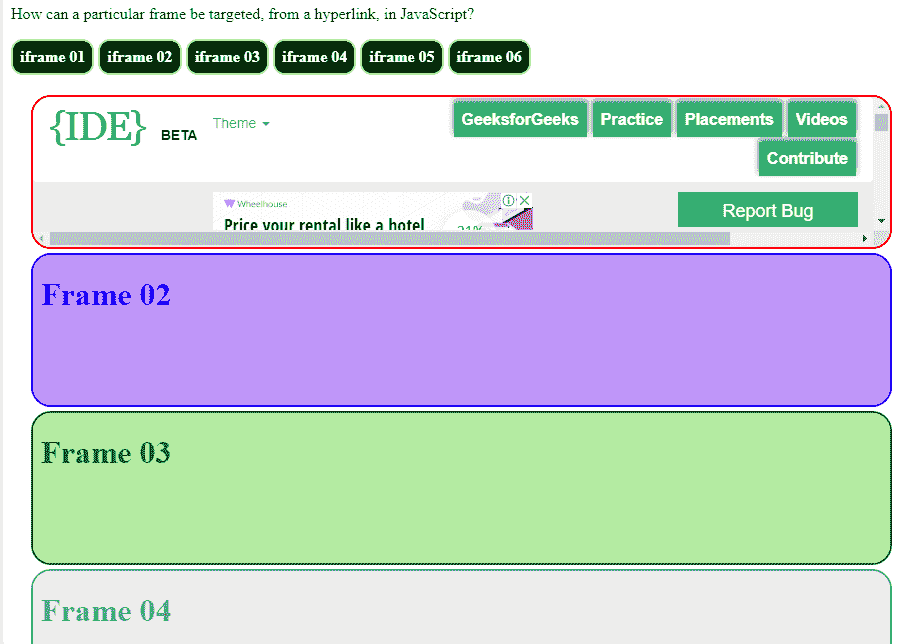 How can a particular frame be targeted, from a hyperlink, in JavaScript?
iframe 01 iframe 02 iframe 03 iframe 04 iframe 05 iframe 06
{IDE} BETA Theme GeeksforGeeks Practice Placements Videos
Contribute
Wheelhouse
Price your rental like a hotel
Report Bug
Frame 02
Frame 03
Frame 04